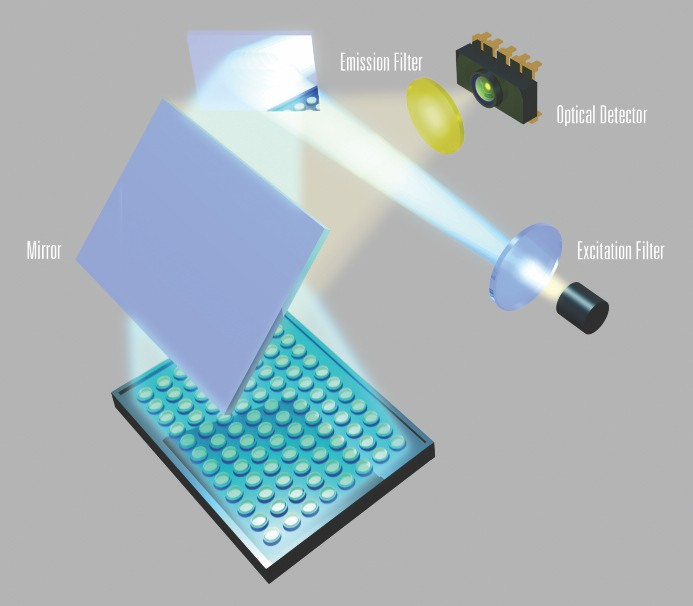 Emission Filter
Optical Detector
Mirror
Excitation Filter